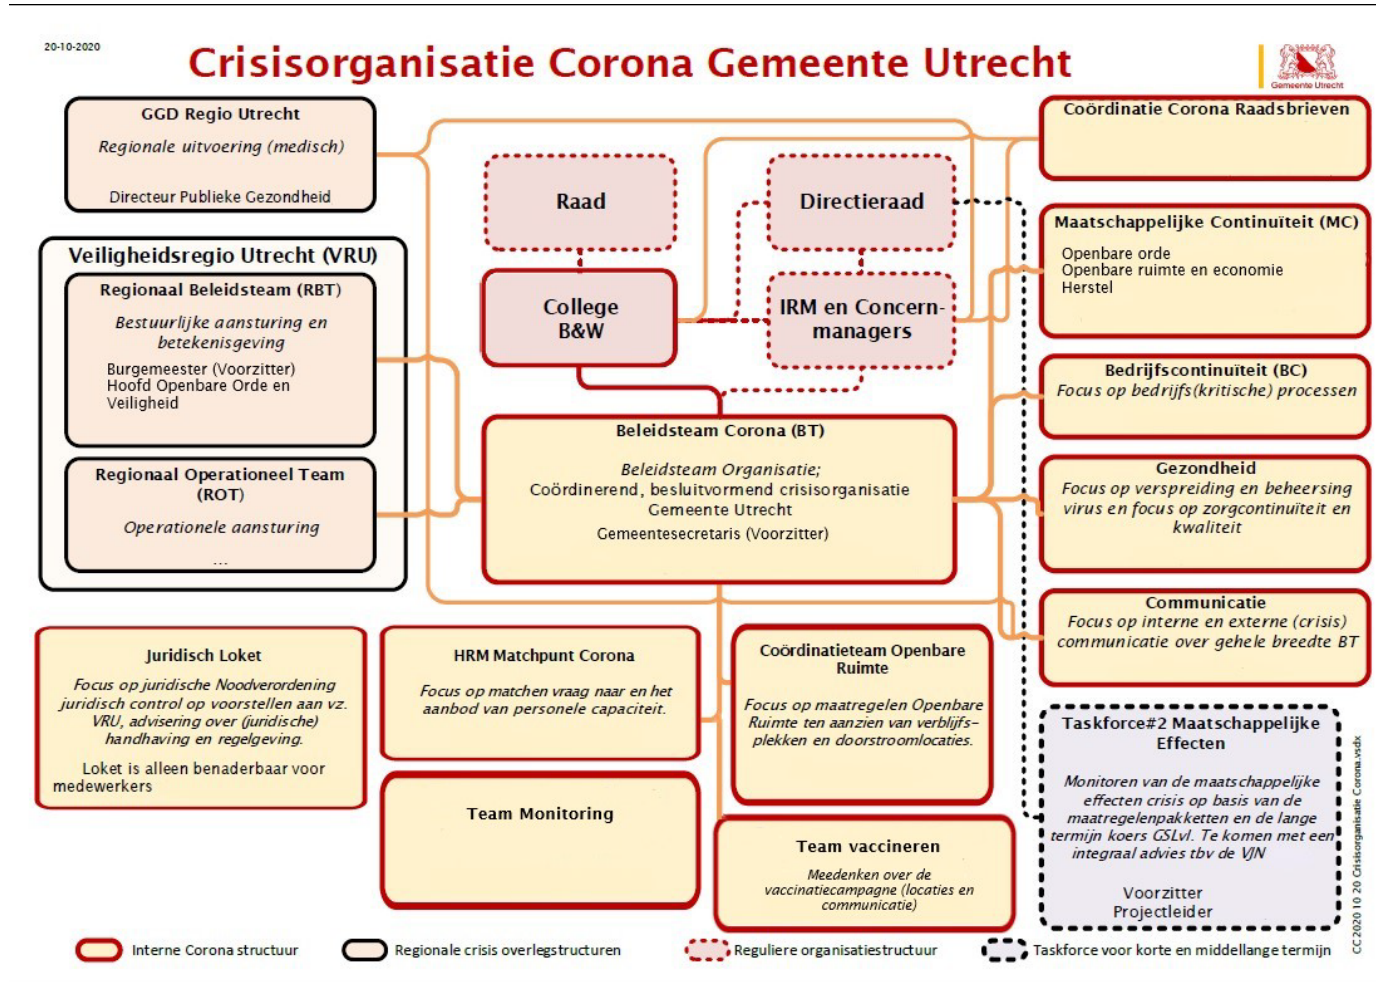 20-10-2020
Crisisorganisatie Corona Gemeente Utrecht
Gemeente Utrecht
GGD Regio Utrecht
Regionale uitvoering (medisch)
Directeur Publieke Gezondheid
Veiligheidsregio Utrecht (VRU)
Regionaal Beleidsteam (RBT)
Bestuurlijke aansturing en
betekenisgeving
Burgemeester (Voorzitter)
Hoofd Openbare Orde en
Veiligheid
Regionaal Operationeel Team
(ROT)
Operationele aansturing
...
Raad
Directieraad
College
B&W
IRM en Concern-
managers
Beleidsteam Corona (BT)
Beleidsteam Organisatie;
Coördinerend, besluitvormend crisisorganisatie
Gemeente Utrecht
Gemeentesecretaris (Voorzitter)
Coördinatie Corona Raadsbrieven
Maatschappelijke Continuïteit (MC)
Openbare orde
Openbare ruimte en economie
Herstel
Bedrijfscontinuïteit (BC)
Focus op bedrijfs(kritische) processen
Gezondheid
Focus op verspreiding en beheersing
virus en focus op zorgcontinuïteit en
kwaliteit
Communicatie
Focus op interne en externe (crisis)
communicatie over gehele breedte BT
Juridisch Loket
Focus op juridische Noodverordening
juridisch control op voorstellen aan vz.
VRU, advisering over (juridische)
handhaving en regelgeving.
Loket is alleen benaderbaar voor
medewerkers
HRM Matchpunt Corona
Focus op matchen vraag naar en het
aanbod van personele capaciteit.
Team Monitoring
Coördinatieteam Openbare
Ruimte
Focus op maatregelen Openbare
Ruimte ten aanzien van verblijfs-
plekken en doorstroomlocaties.
Team vaccineren
Meedenken over de
vaccinatiecampagne (locaties en
communicatie)
Taskforce#2 Maatschappelijke
Effecten
Monitoren van de maatschappelijke
effecten crisis op basis van de
maatregelenpakketten en de lange
termijn koers GSLvl. Te komen met een
integraal advies tbv de VJN
Voorzitter
Projectleider
CC 2020 10 20 Crisisorganisatie Corona.vsdx
Interne Corona structuur
Regionale crisis overlegstructuren
Reguliere organisatiestructuur
Taskforce voor korte en middellange termijn